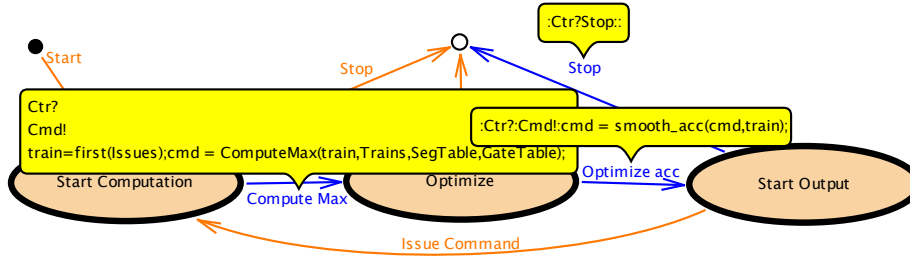 :Ctr?Stop::
Start
Stop
Stop
Ctr?
Cmd!
train=first(Issues);cmd = ComputeMax(train,Trains,SegTable,GateTable);
:Ctr?:Cmd!:cmd = smooth_acc(cmd,train);
Start Computation
Optimize
Optimize acc
Start Output
Compute Max
Issue Command